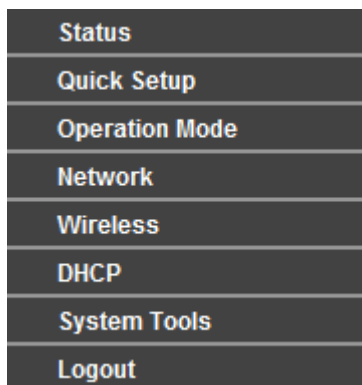 Status
Quick Setup
Operation Mode
Network
Wireless
DHCP
System Tools
Logout